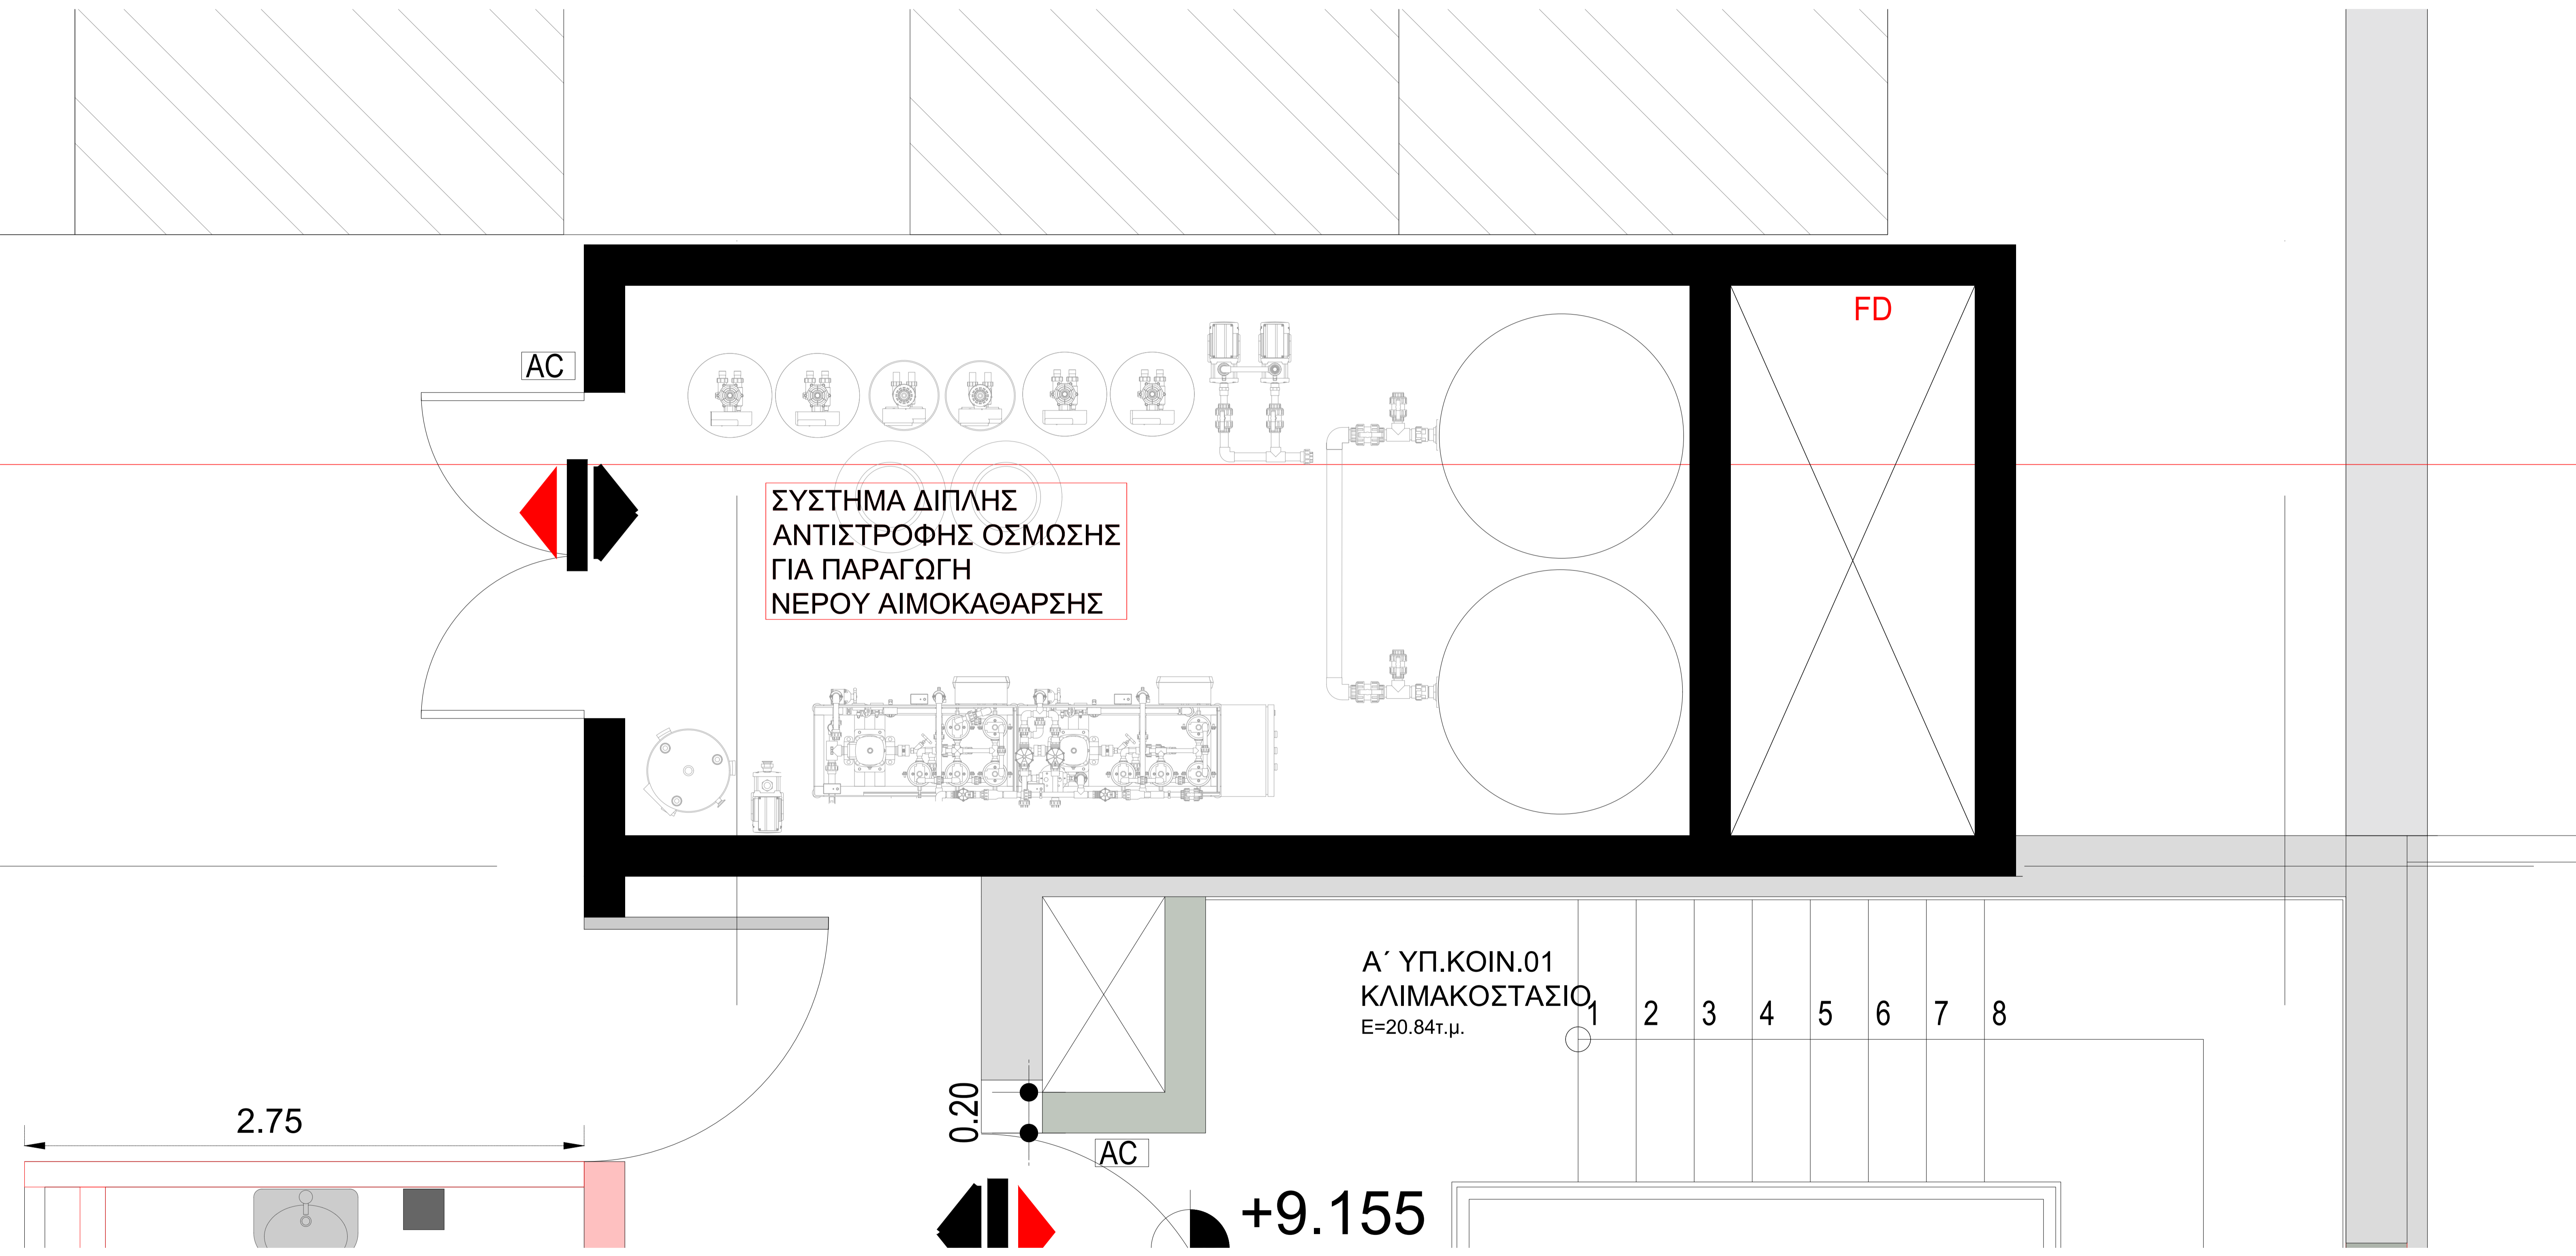 FD
AC
ΣΥΣΤΗΜΑ ΔΙΠΛΗΣ
ΑΝΤΙΣΤΡΟΦΗΣ ΟΣΜΩΣΗΣ
ΓΙΑ ΠΑΡΑΓΩΓΗ
ΝΕΡΟΥ ΑΙΜΟΚΑΘΑΡΣΗΣ
Α΄ ΥΠ.ΚΟΙΝ.01
ΚΛΙΜΑΚΟΣΤΑΣΙΟ
Ε=20.84τ.μ.
1 2 3 4 5 6 7 8
2.75
0.20
AC
+9.155